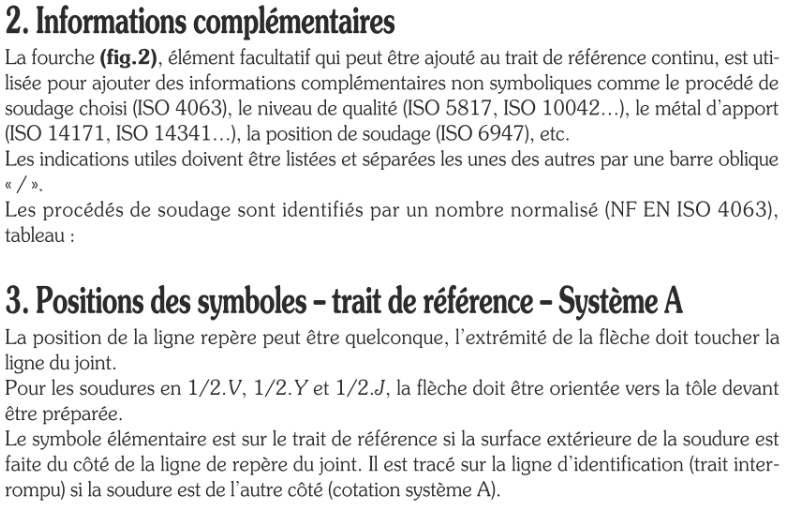 2. Informations complémentaires
La fourche (fig.2), élément facultatif qui peut être ajouté au trait de référence continu, est uti-
lisée pour ajouter des informations complémentaires non symboliques comme le procédé de
soudage choisi (ISO 4063), le niveau de qualité (ISO 5817, ISO 10042…), le métal d'apport
(ISO 14171, ISO 14341…), la position de soudage (ISO 6947), etc.
Les indications utiles doivent être listées et séparées les unes des autres par une barre oblique
« / ».
Les procédés de soudage sont identifiés par un nombre normalisé (NF EN ISO 4063),
tableau :
3. Positions des symboles – trait de référence – Système A
La position de la ligne repère peut être quelconque, l'extrémité de la flèche doit toucher la
ligne du joint.
Pour les soudures en 1/2.V, 1/2.Y et 1/2.J, la flèche doit être orientée vers la tôle devant
être préparée.
Le symbole élémentaire est sur le trait de référence si la surface extérieure de la soudure est
faite du côté de la ligne de repère du joint. Il est tracé sur la ligne d'identification (trait inter-
rompu) si la soudure est de l'autre côté (cotation système A).